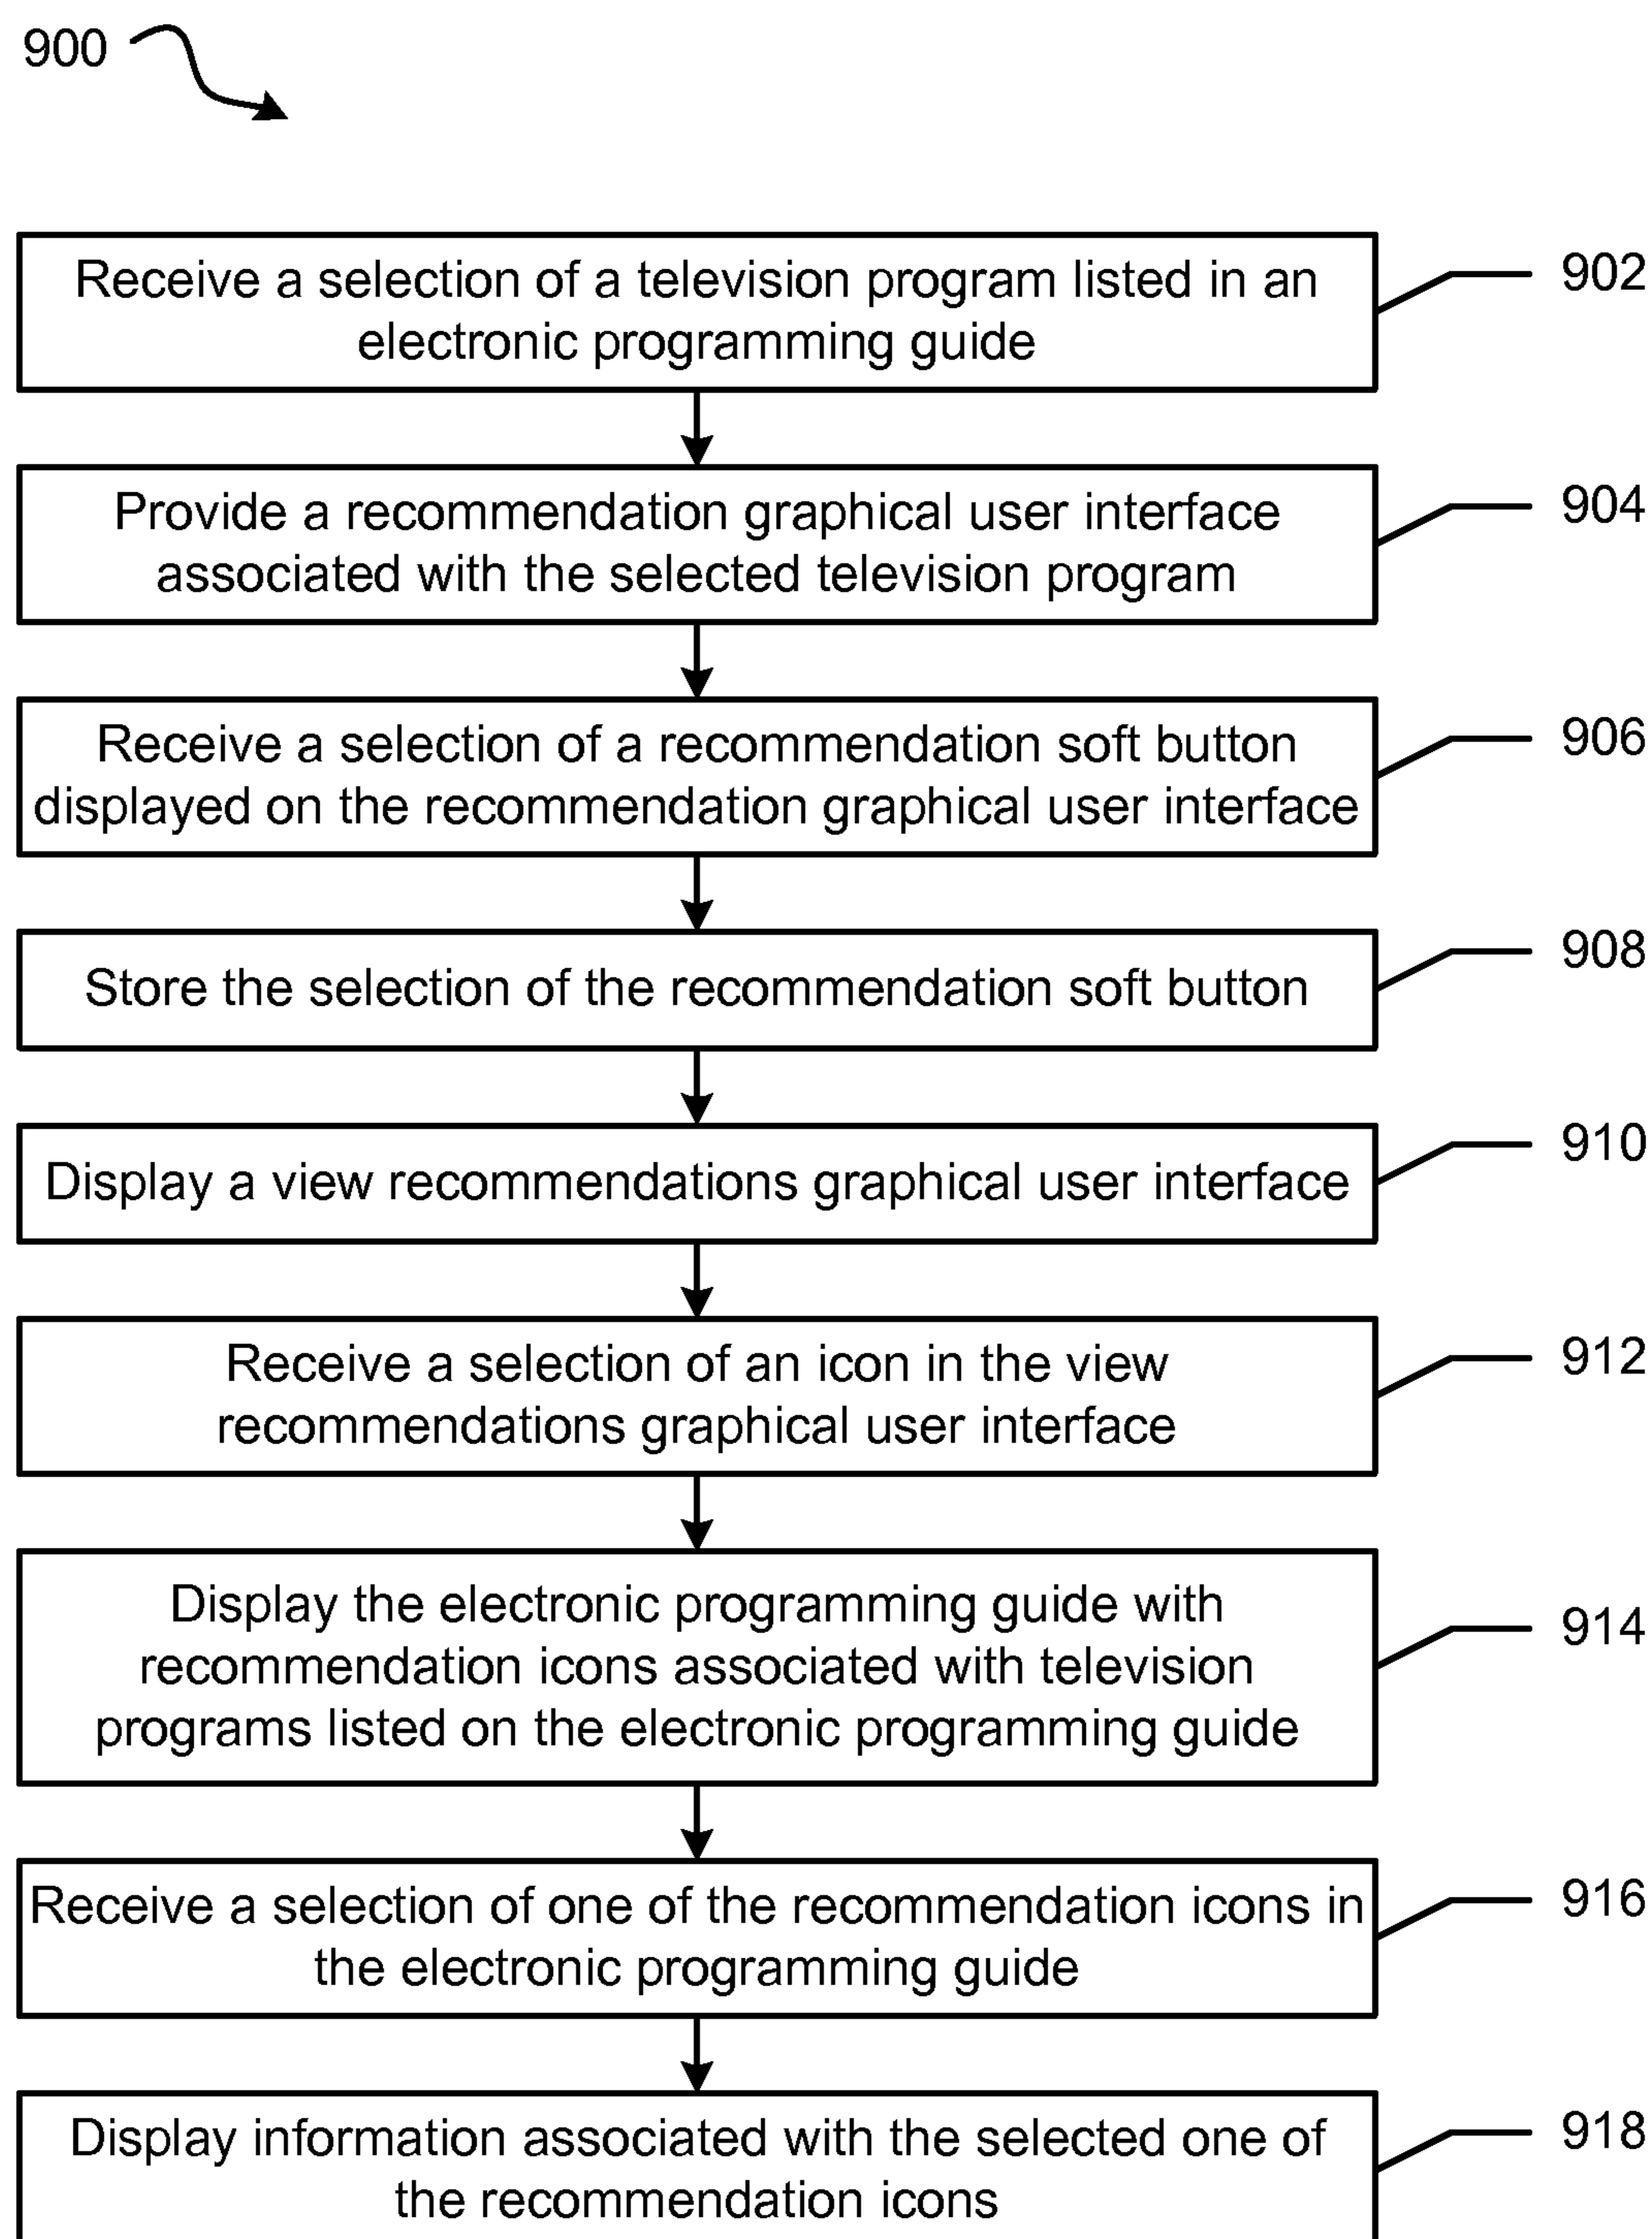 900
Receive a selection of a television program listed in an
electronic programming guide
902
Provide a recommendation graphical user interface
associated with the selected television program
904
Receive a selection of a recommendation soft button
displayed on the recommendation graphical user interface
906
Store the selection of the recommendation soft button
908
Display a view recommendations graphical user interface
910
Receive a selection of an icon in the view
recommendations graphical user interface
912
Display the electronic programming guide with
recommendation icons associated with television
programs listed on the electronic programming guide
914
Receive a selection of one of the recommendation icons in
the electronic programming guide
916
Display information associated with the selected one of
the recommendation icons
918